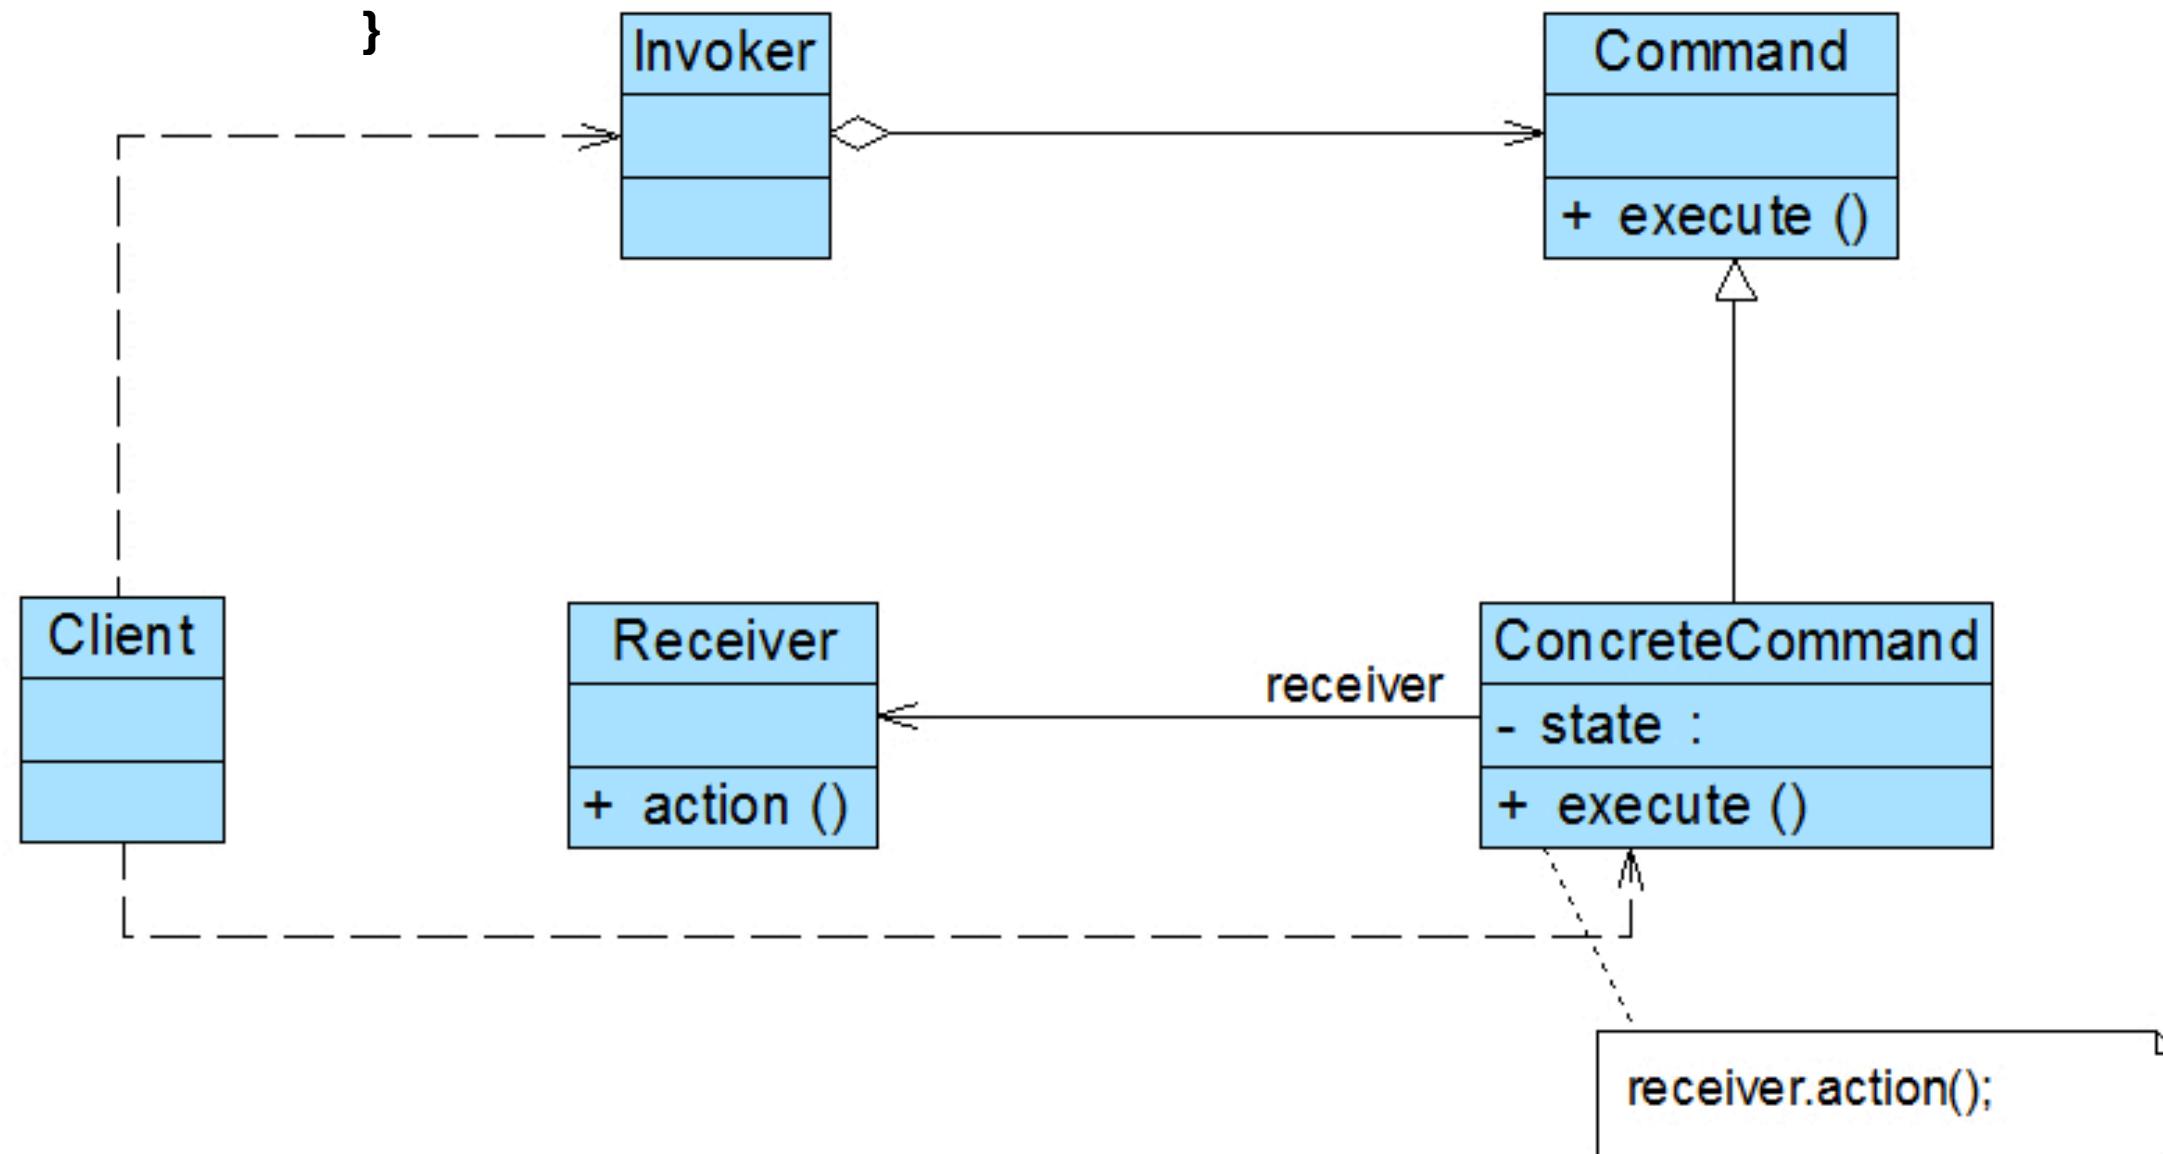 }
Invoker
Command
+ execute ()
Client
Receiver
+ action ()
receiver
ConcreteCommand
- state :
+ execute ()
receiver.action();